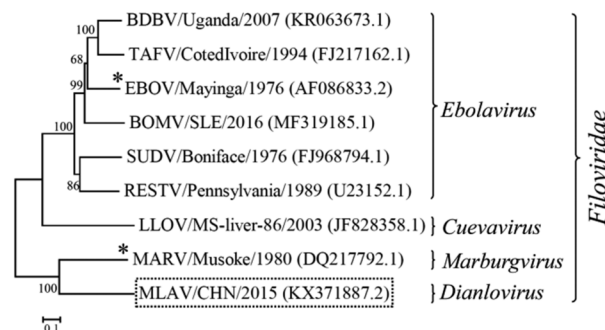 BDBV/Uganda/2007 (KR063673.1)
100
TAFV/CotedIvoire/1994 (FJ217162.1)
68
* EBOV/Mayinga/1976 (AF086833.2)
99
Ebolavirus
BOMV/SLE/2016 (MF319185.1)
100
SUDV/Boniface/1976 (FJ968794.1)
86
RESTV/Pennsylvania/1989 (U23152.1)
Filoviridae
LLOV/MS-liver-86/2003 (JF828358.1) } Cuevavirus
* MARV/Musoke/1980 (DQ217792.1) } Marburgvirus
100
MLAV/CHN/2015 (KX371887.2) } Dianlovirus
0.1